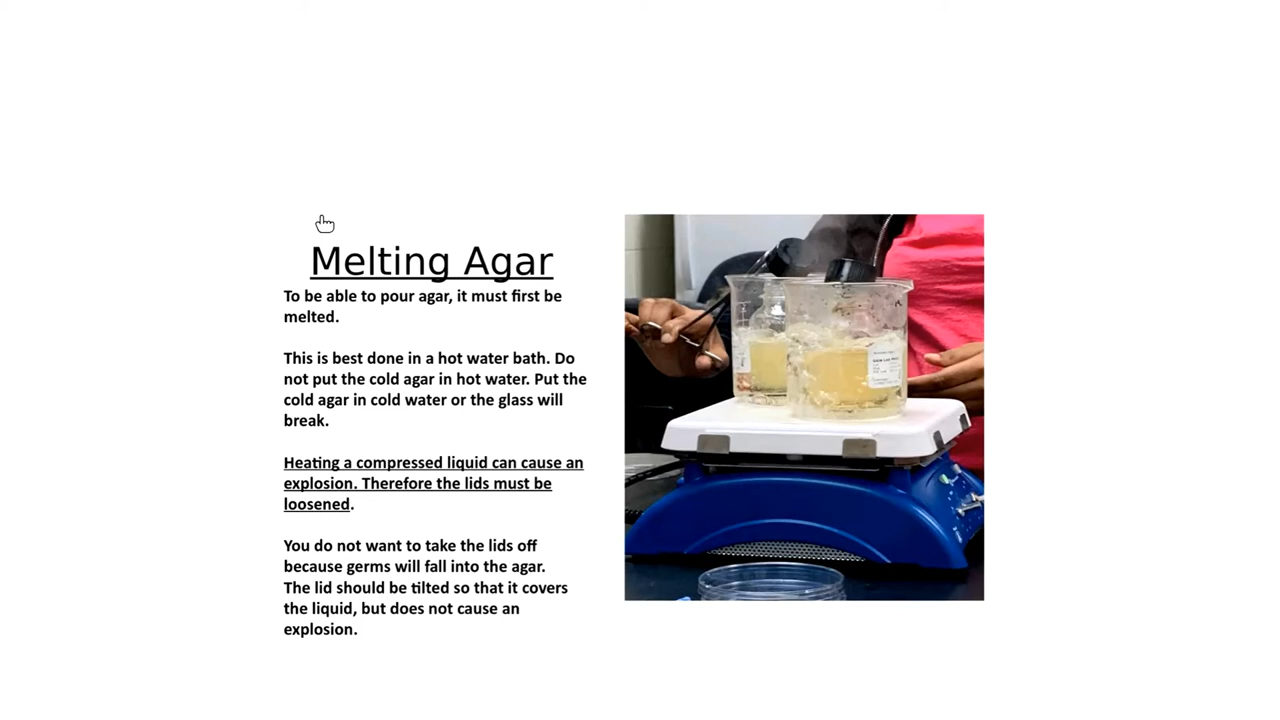 Melting Agar
To be able to pour agar, it must first be
melted.
This is best done in a hot water bath. Do
not put the cold agar in hot water. Put the
cold agar in cold water or the glass will
break.
Heating a compressed liquid can cause an
explosion. Therefore the lids must be
loosened.
You do not want to take the lids off
because germs will fall into the agar.
The lid should be tilted so that it covers
the liquid, but does not cause an
explosion.